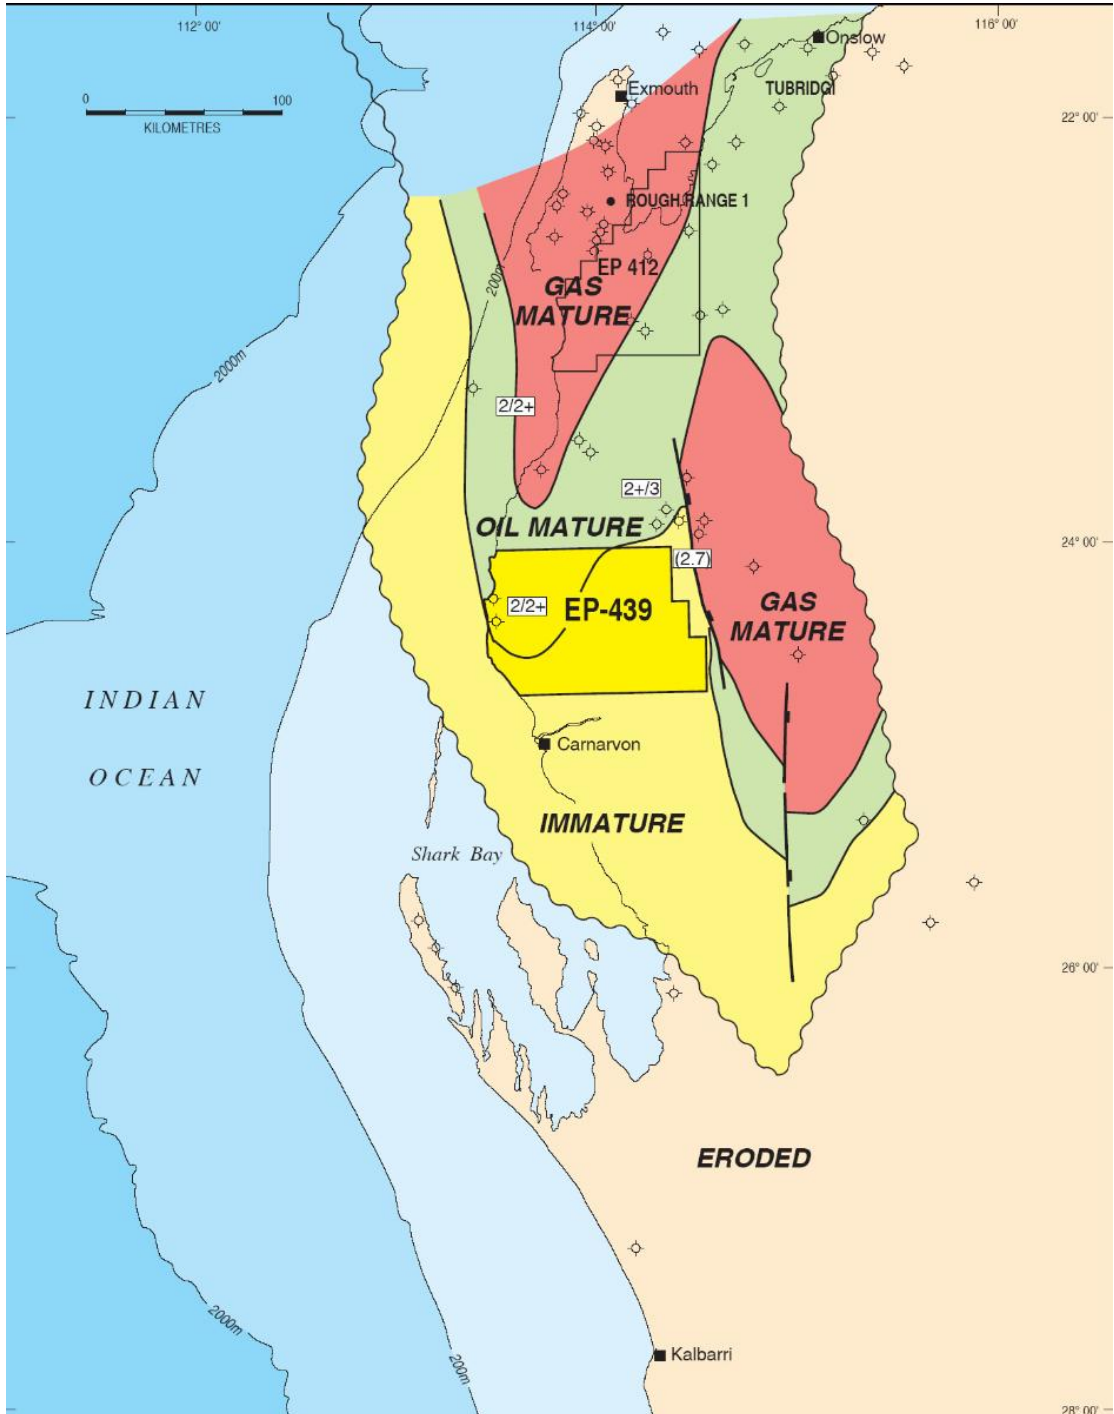 112° 00'
114° 00'
116° 00'
Onslow
0
100
KILOMETRES
Exmouth
TUBRIDGI
22° 00'
ROUGH RANGE 1
200m
EP 412
GAS
MATURE
2000m
2/2+
2+/3
OIL MATURE
24° 00'
(2.7)
2/2+
EP-439
GAS
MATURE
INDIAN
OCEAN
Carnarvon
IMMATURE
Shark Bay
26° 00'
ERODED
2000m
200m
Kalbarri
28° 00'